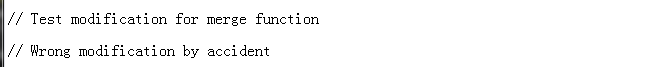 // Test modification for merge function
// Wrong modification by accident